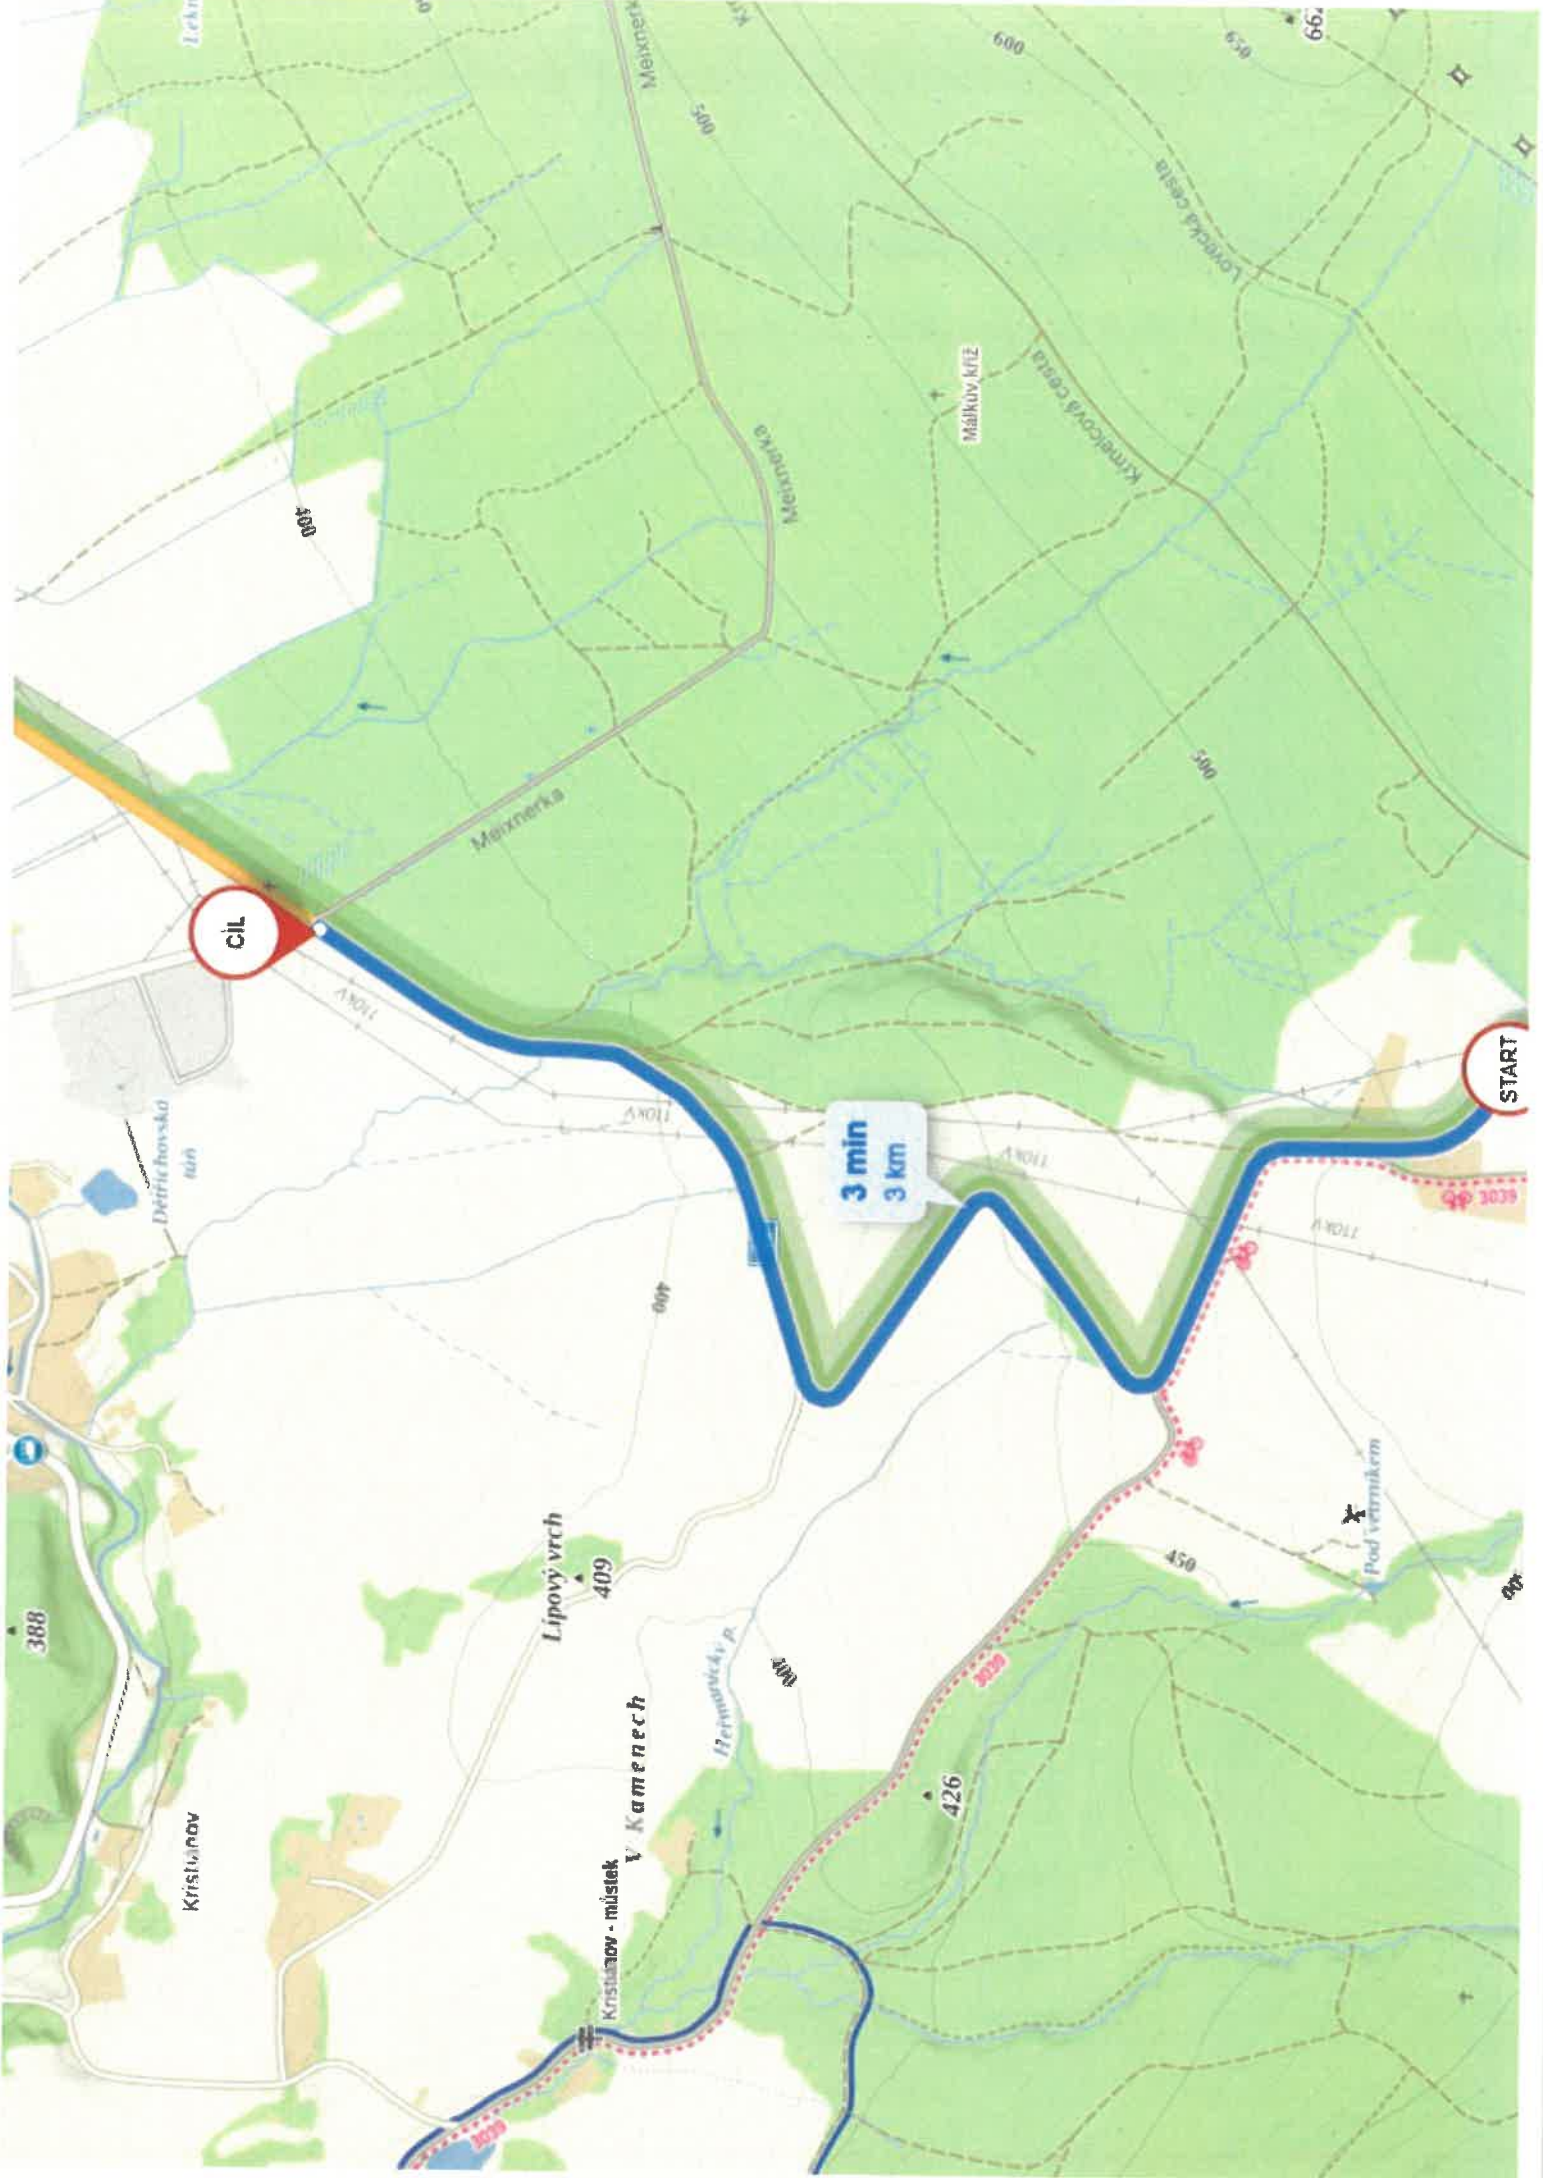 600
650
Meixnerka
500
Lovecká cesta
Málkův kříž
Krmelcová cesta
Meixnerka
400
500
Meixnerka
CÍL
110kV
Dětřichovská
tůň
110kV
3 min
3 km
110kV
START
3039
110kV
400
Lípový vrch
409
450
Pod větrníkem
388
400
Heřmanický p.
3039
V Kamenech
426
Kristiánov
Kristiánov - můstek
3039